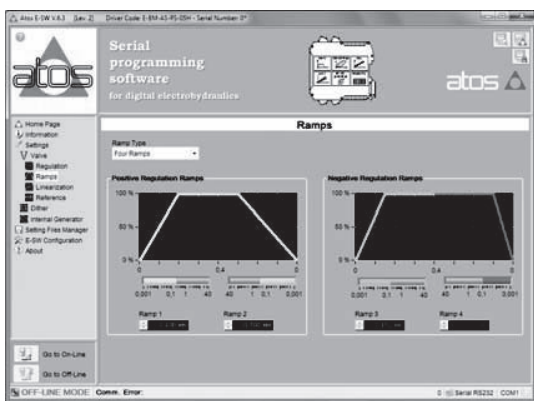 Atos E-SW V.6.3 [Lev. 2] Driver Code: E-BM-AS-PS-05H - Serial Number: 0*
atos
Serial
programming
software
for digital electrohydraulics
atos
Home Page
Information
Settings
Valve
Regulation
Ramps
Linearization
Reference
Dither
Internal Generator
Setting Files Manager
E-SW Configuration
About
Go to On-Line
Go to Off-Line
Ramps
Ramp Type
Four Ramps
Positive Regulation Ramps
100 %
50 %
0 %
0 0,4 0
0,001 0,1 1 40
40 1 0,1 0,001
Ramp 1
Ramp 2
Negative Regulation Ramps
100 %
50 %
0 %
0 0,4 0
0,001 0,1 1 40
40 1 0,1 0,001
Ramp 3
Ramp 4
OFF-LINE MODE Comm. Error: 0 Serial RS232 COM1